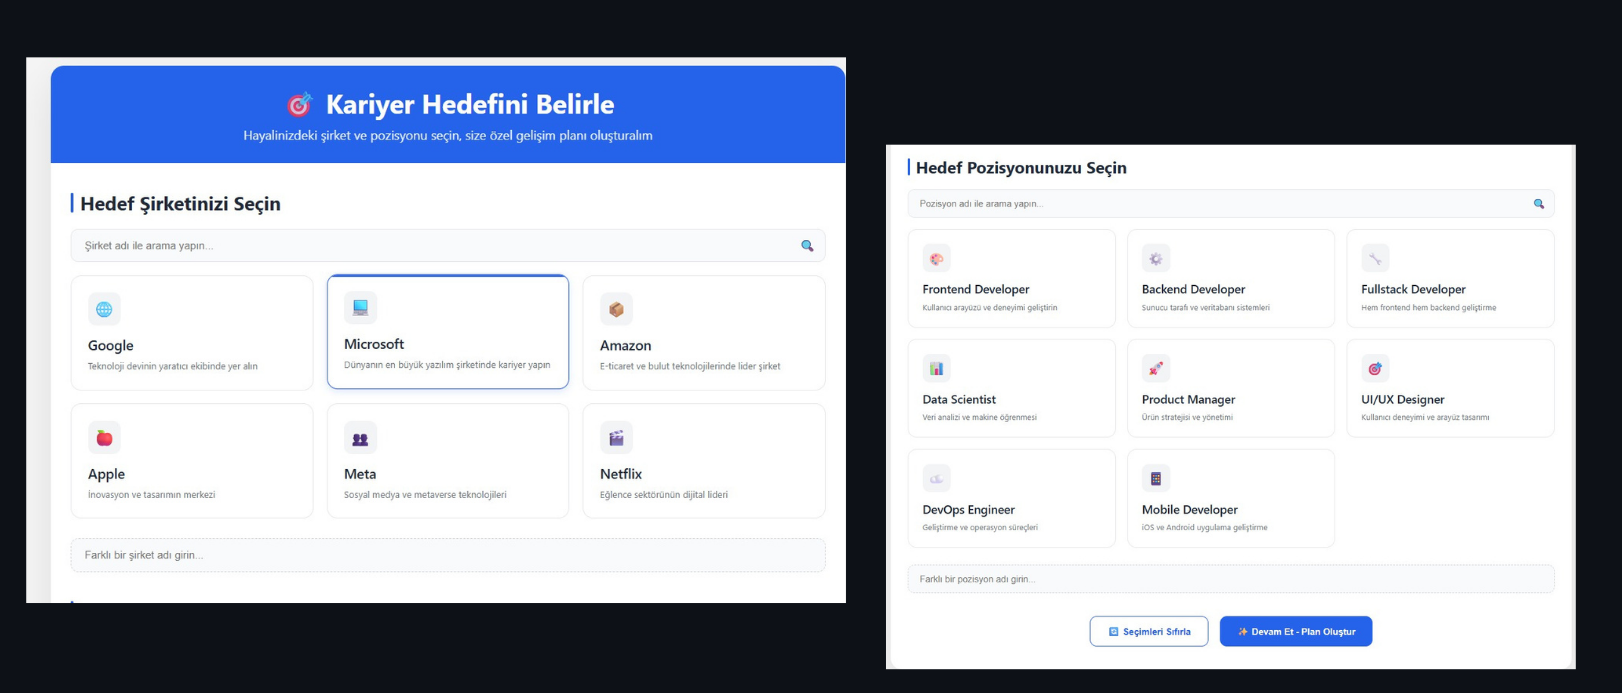 Kariyer Hedefini Belirle
Hayalinizdeki şirket ve pozisyonu seçin, size özel gelişim planı oluşturalım
Hedef Şirketinizi Seçin
Şirket adı ile arama yapın...
Google
Teknoloji devinin yaratıcı ekibinde yer alın
Microsoft
Dünyanın en büyük yazılım şirketinde kariyer yapın
Amazon
E-ticaret ve bulut teknolojilerinde lider şirket
Apple
İnovasyon ve tasarımın merkezi
Meta
Sosyal medya ve metaverse teknolojileri
Netflix
Eğlence sektörünün dijital lideri
Farklı bir şirket adı girin...
Hedef Pozisyonunuzu Seçin
Pozisyon adı ile arama yapın...
Frontend Developer
Kullanıcı arayüzü ve deneyimi geliştirin
Backend Developer
Sunucu tarafı ve veritabanı sistemleri
Fullstack Developer
Hem frontend hem backend geliştirme
Data Scientist
Veri analizi ve makine öğrenmesi
Product Manager
Ürün stratejisi ve yönetimi
UI/UX Designer
Kullanıcı deneyimi ve arayüz tasarımı
DevOps Engineer
Geliştirme ve operasyon süreçleri
Mobile Developer
iOS ve Android uygulama geliştirme
Farklı bir pozisyon adı girin...
Seçimleri Sıfırla
Devam Et - Plan Oluştur